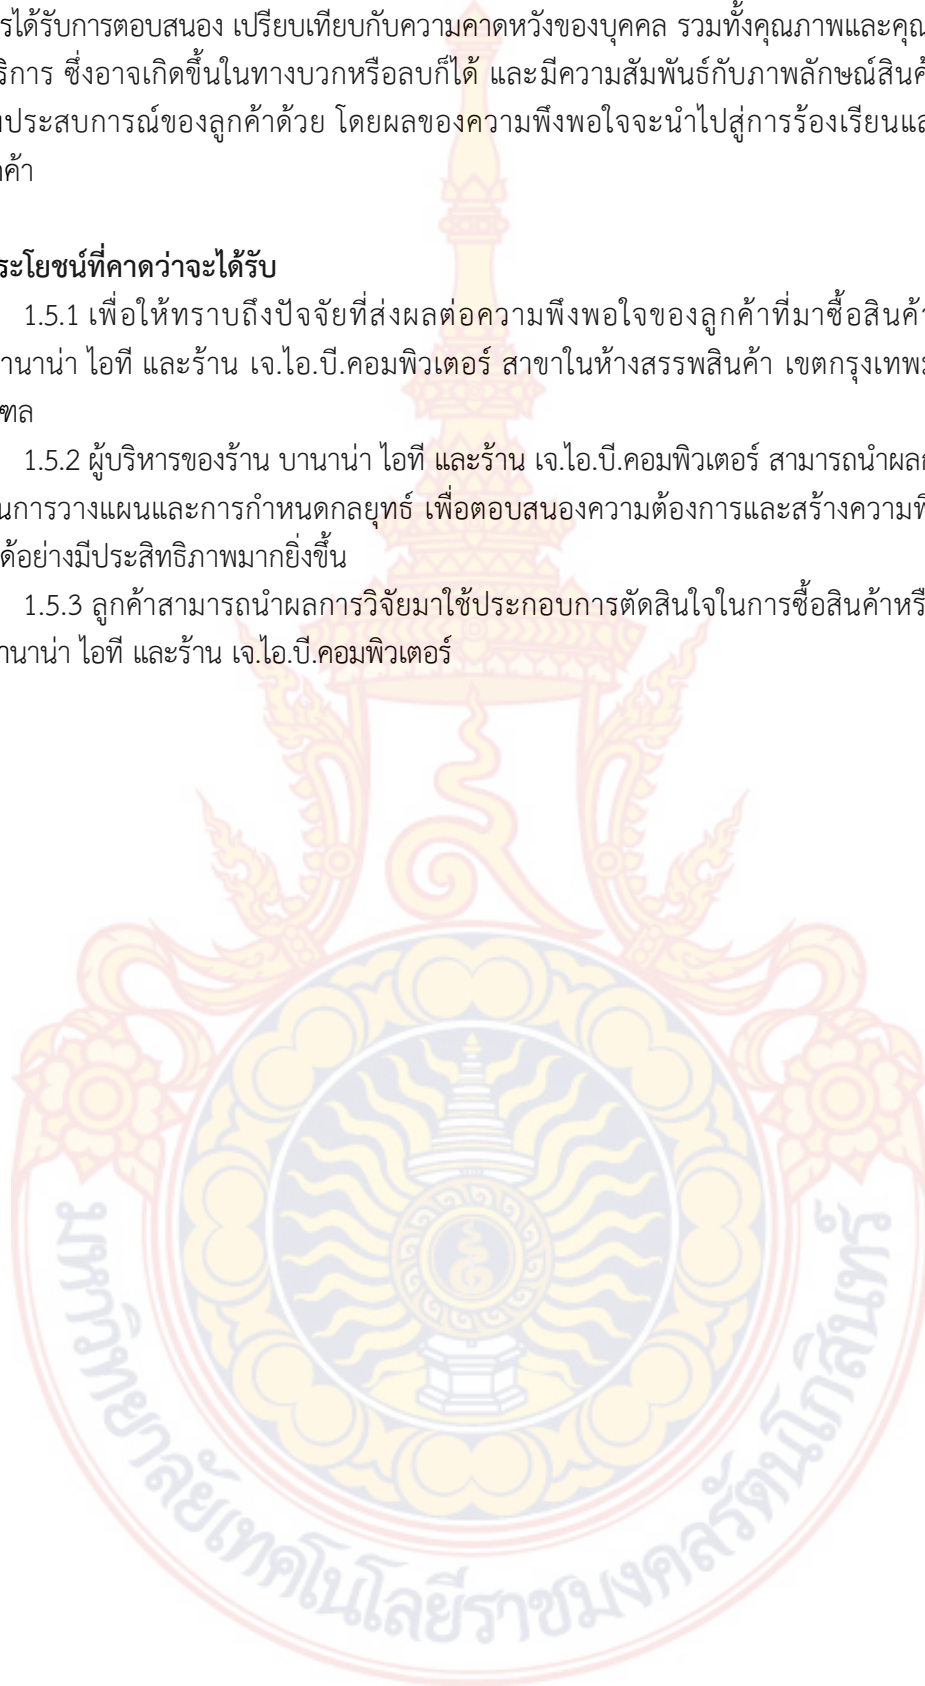 รได้รับการตอบสนอง เปรียบเทียบกับความคาดหวังของบุคคล รวมทั้งคุณภาพและคุณ
ริการ ซึ่งอาจเกิดขึ้นในทางบวกหรือลบก็ได้ และมีความสัมพันธ์กับภาพลักษณ์สินค้
งประสบการณ์ของลูกค้าด้วย โดยผลของความพึงพอใจจะนำไปสู่การร้องเรียนแล
ค้า
ระโยชน์ที่คาดว่าจะได้รับ
1.5.1 เพื่อให้ทราบถึงปัจจัยที่ส่งผลต่อความพึงพอใจของลูกค้าที่มาซื้อสินค้า
านาน่า ไอที และร้าน เจ.ไอ.บี.คอมพิวเตอร์ สาขาในห้างสรรพสินค้า เขตกรุงเทพม
ฑล
1.5.2 ผู้บริหารของร้าน บานาน่า ไอที และร้าน เจ.ไอ.บี.คอมพิวเตอร์ สามารถนำผลก
นการวางแผนและการกำหนดกลยุทธ์ เพื่อตอบสนองความต้องการและสร้างความพึ
ด้อย่างมีประสิทธิภาพมากยิ่งขึ้น
1.5.3 ลูกค้าสามารถนำผลการวิจัยมาใช้ประกอบการตัดสินใจในการซื้อสินค้าหรื
านาน่า ไอที และร้าน เจ.ไอ.บี.คอมพิวเตอร์
มหาวิทยาลัยเทคโนโลยีราชมงคลรัตนโกสินทร์